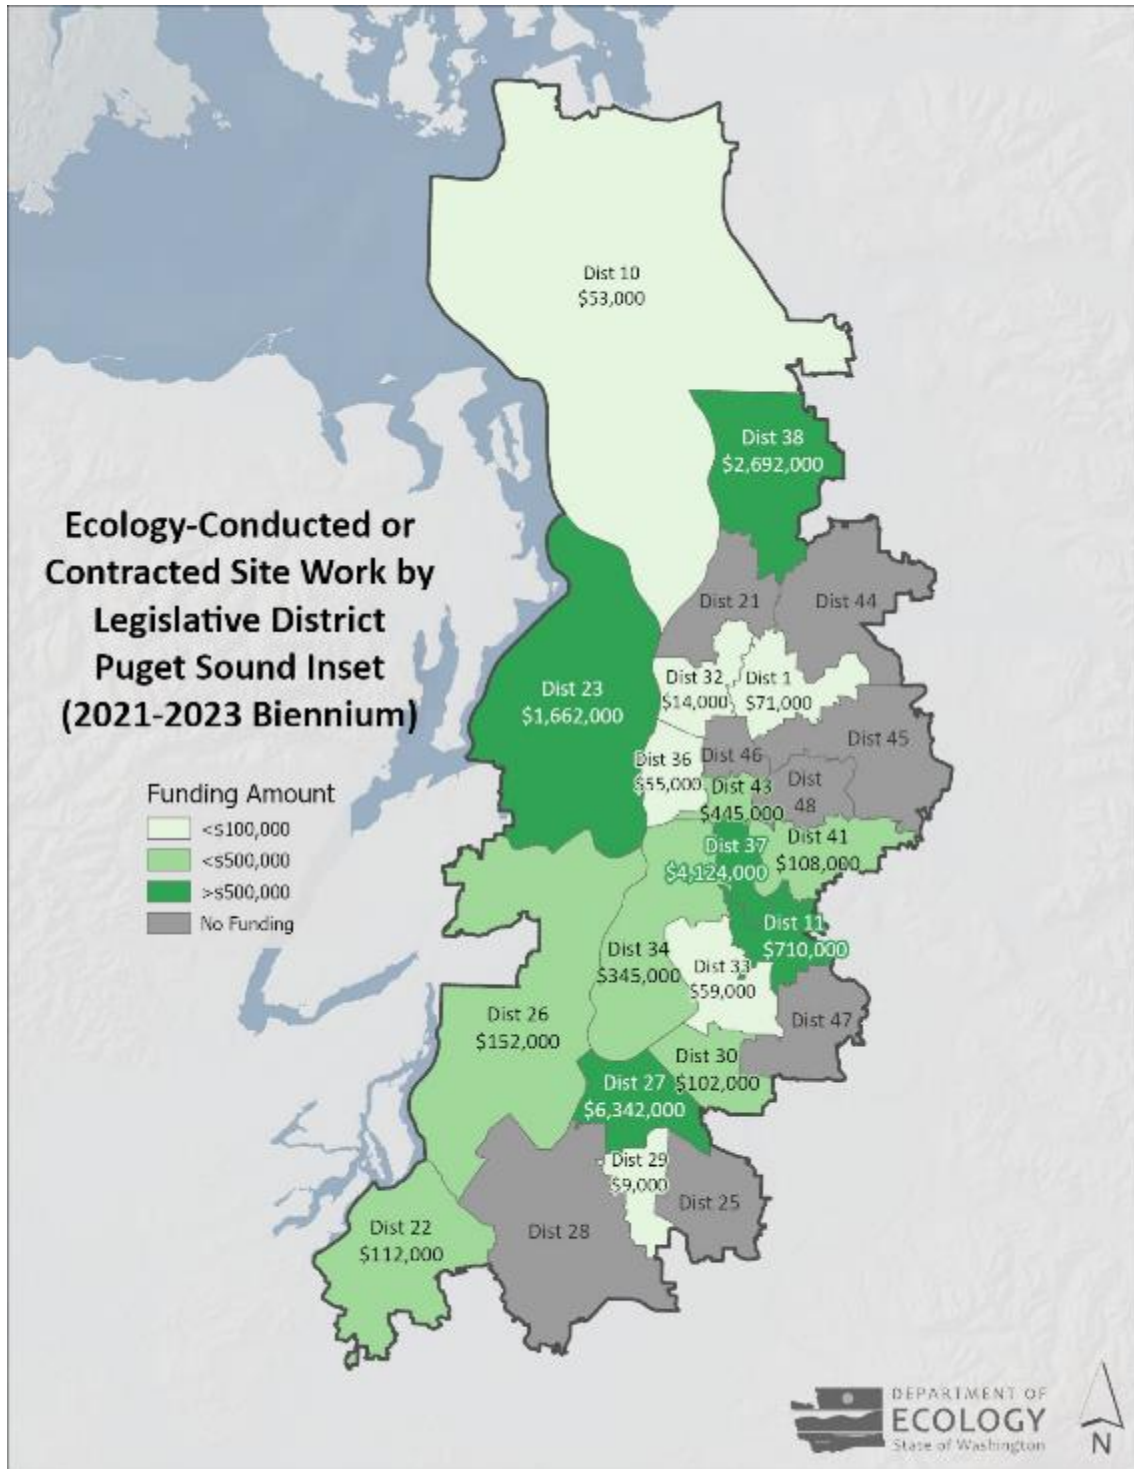 Dist 10
$53,000
Dist 38
$2,692,000
Ecology-Conducted or
Contracted Site Work by
Legislative District
Puget Sound Inset
(2021-2023 Biennium)
Dist 21
Dist 44
Dist 32
$14,000
Dist 1
$71,000
Dist 23
$1,662,000
Dist 36
$55,000
Dist 46
Dist 45
Dist
48
Dist 43
$445,000
Funding Amount
<$100,000
<$500,000
>$500,000
No Funding
Dist 37
$4,124,000
Dist 41
$108,000
Dist 11
$710,000
Dist 34
$345,000
Dist 33
$59,000
Dist 26
$152,000
Dist 47
Dist 30
$102,000
Dist 27
$6,342,000
Dist 29
$9,000
Dist 25
Dist 22
$112,000
Dist 28
DEPARTMENT OF
ECOLOGY
State of Washington
N